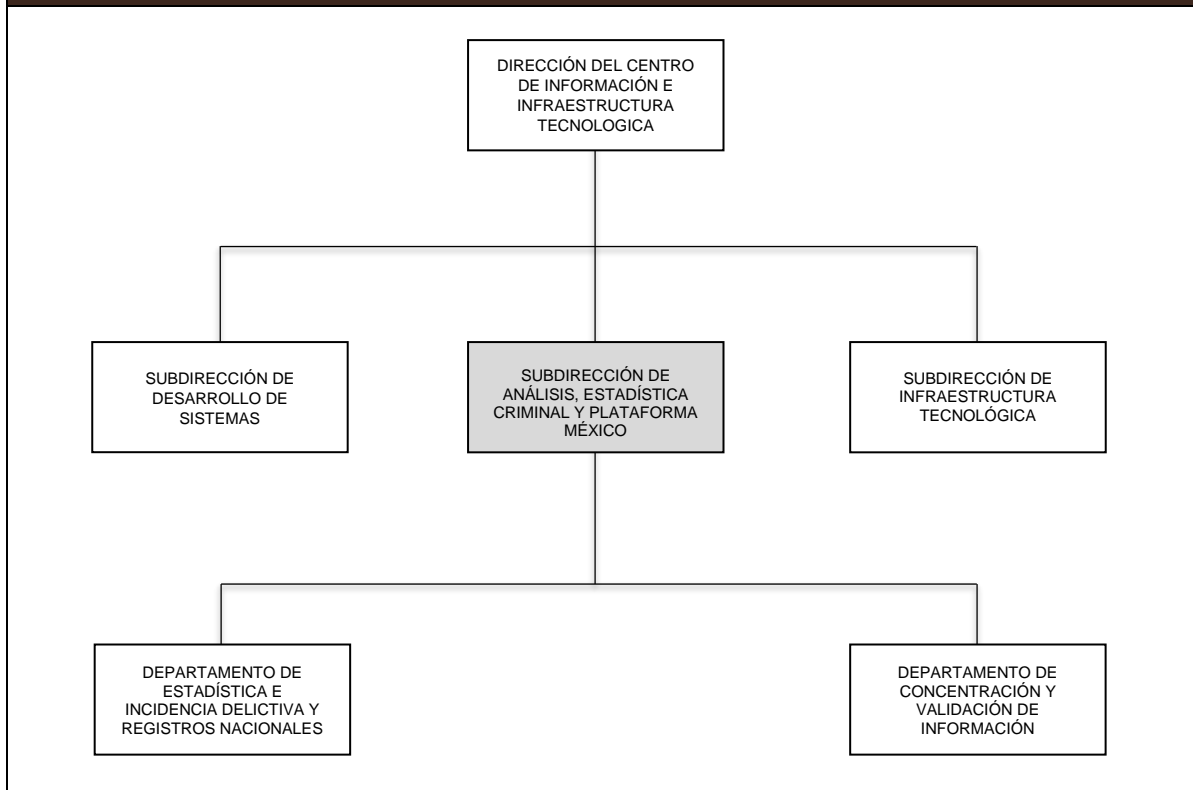 DIRECCIÓN DEL CENTRO
DE INFORMACIÓN E
INFRAESTRUCTURA
TECNOLOGICA
SUBDIRECCIÓN DE
DESARROLLO DE
SISTEMAS
SUBDIRECCIÓN DE
ANÁLISIS, ESTADÍSTICA
CRIMINAL Y PLATAFORMA
MÉXICO
SUBDIRECCIÓN DE
INFRAESTRUCTURA
TECNOLÓGICA
DEPARTAMENTO DE
ESTADÍSTICA E
INCIDENCIA DELICTIVA Y
REGISTROS NACIONALES
DEPARTAMENTO DE
CONCENTRACIÓN Y
VALIDACIÓN DE
INFORMACIÓN